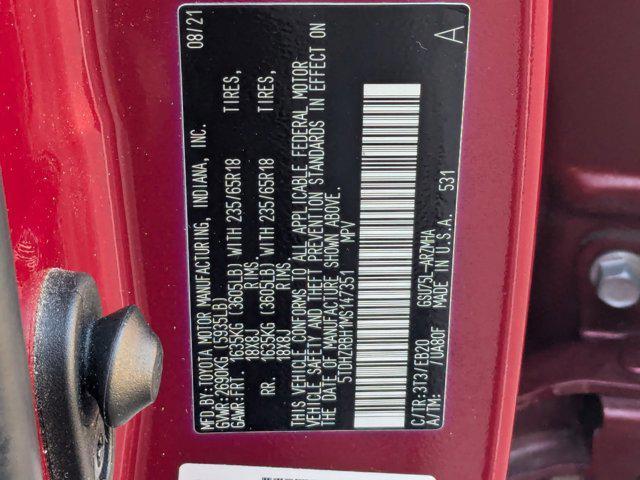 MFD.BY:TOYOTA MOTOR MANUFACTURING, INDIANA, INC. 08/21
GVWR:2690KG (5935LB)
GAWR:FRT. 1635KG (3605LB) WITH 235/65R18 TIRES,
18X8J RIMS
RR. 1635KG (3605LB) WITH 235/65R18 TIRES,
18X8J RIMS
THIS VEHICLE CONFORMS TO ALL APPLICABLE FEDERAL MOTOR
VEHICLE SAFETY AND THEFT PREVENTION STANDARDS IN EFFECT ON
THE DATE OF MANUFACTURE SHOWN ABOVE.
5TDHZRBH1MS147351 MPV
C/TR:3T3/EB20 GSU75L-ARZMHA
A/TM: /UA80F MADE IN U.S.A. 531 A